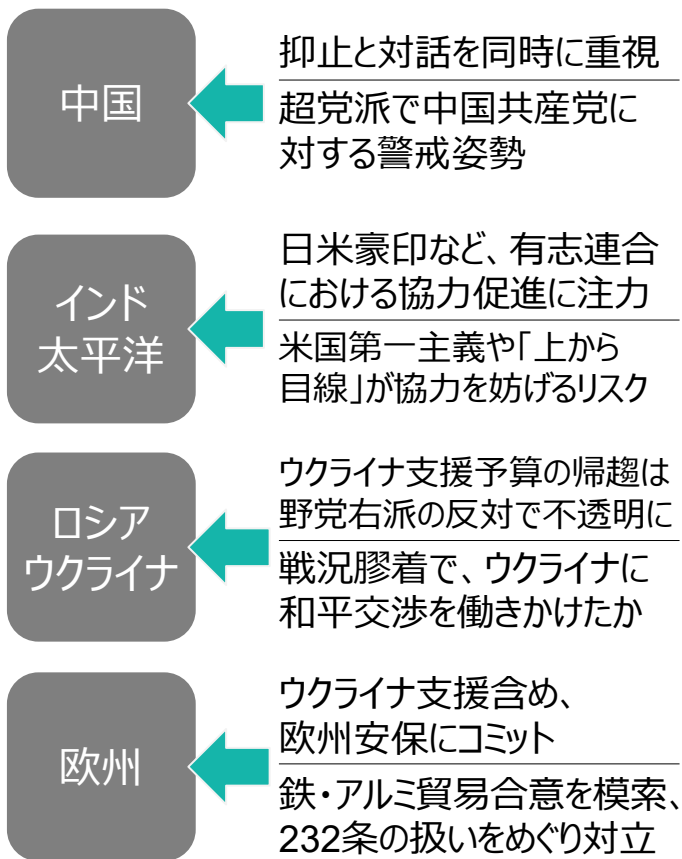 中国
抑止と対話を同時に重視
超党派で中国共産党に
対する警戒姿勢
インド
太平洋
日米豪印など、有志連合
における協力促進に注力
米国第一主義や「上から
目線」が協力を妨げるリスク
ロシア
ウクライナ
ウクライナ支援予算の帰趨は
野党右派の反対で不透明に
戦況膠着で、ウクライナに
和平交渉を働きかけたか
欧州
ウクライナ支援含め、
欧州安保にコミット
鉄・アルミ貿易合意を模索、
232条の扱いをめぐり対立